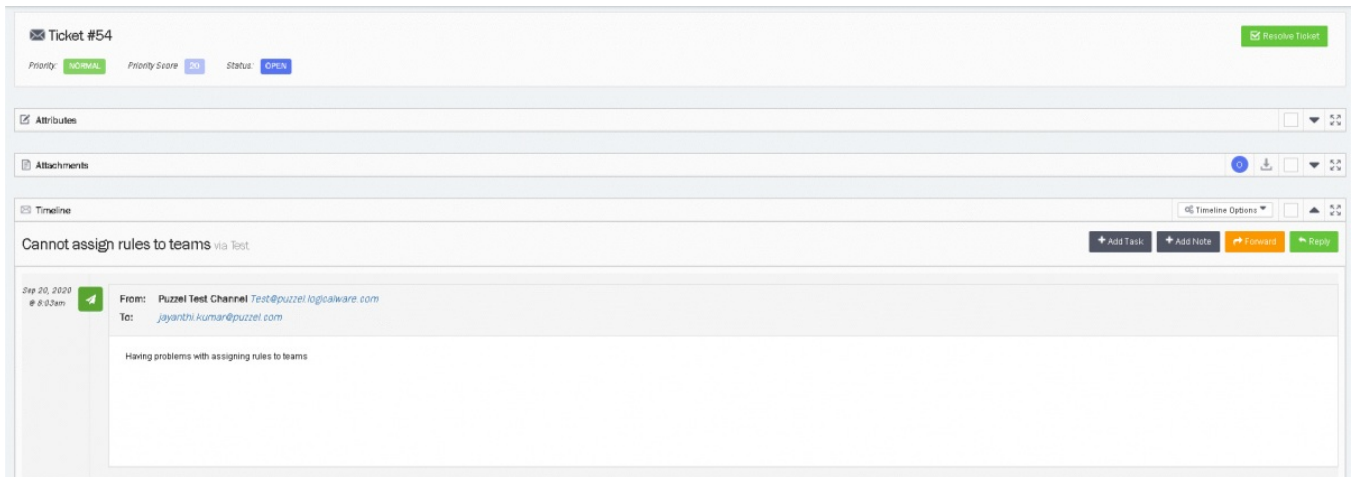 Ticket #54
Resolve Ticket
Priority: NORMAL Priority Score 20 Status: OPEN
Attributes
Attachments 0
Timeline Timeline Options
Cannot assign rules to teams via Test
Add Task Add Note Forward Reply
Sep 20, 2020
@ 8:03am
From: Puzzel Test Channel Test@puzzel.logicalware.com
To: jayanthi.kumar@puzzel.com
Having problems with assigning rules to teams